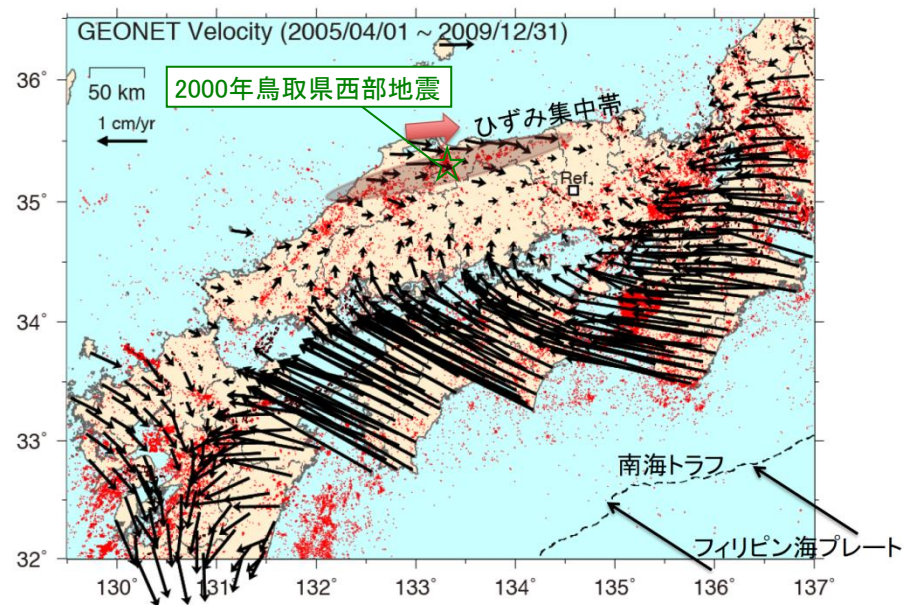 GEONET Velocity (2005/04/01 ~ 2009/12/31)
36˚
50 km
2000年鳥取県西部地震
ひずみ集中帯
1 cm/yr
Ref.
35˚
34˚
33˚
南海トラフ
フィリピン海プレート
32˚
130˚ 131˚ 132˚ 133˚ 134˚ 135˚ 136˚ 137˚